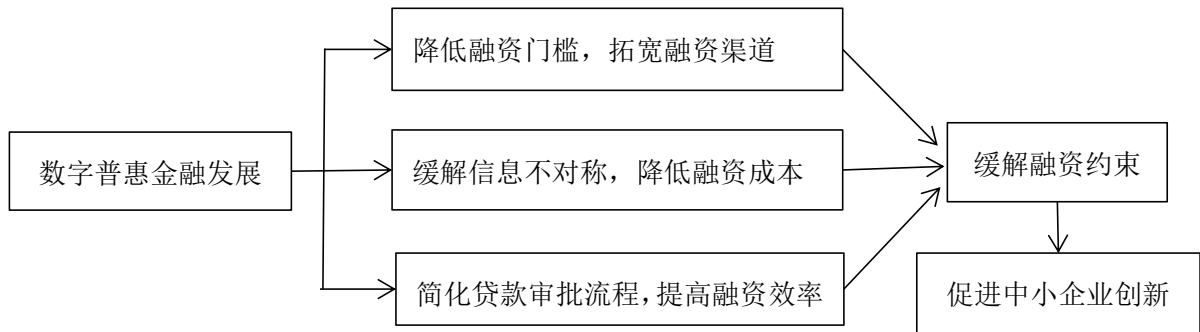 降低融资门槛，拓宽融资渠道
数字普惠金融发展
缓解信息不对称，降低融资成本
缓解融资约束
简化贷款审批流程，提高融资效率
促进中小企业创新